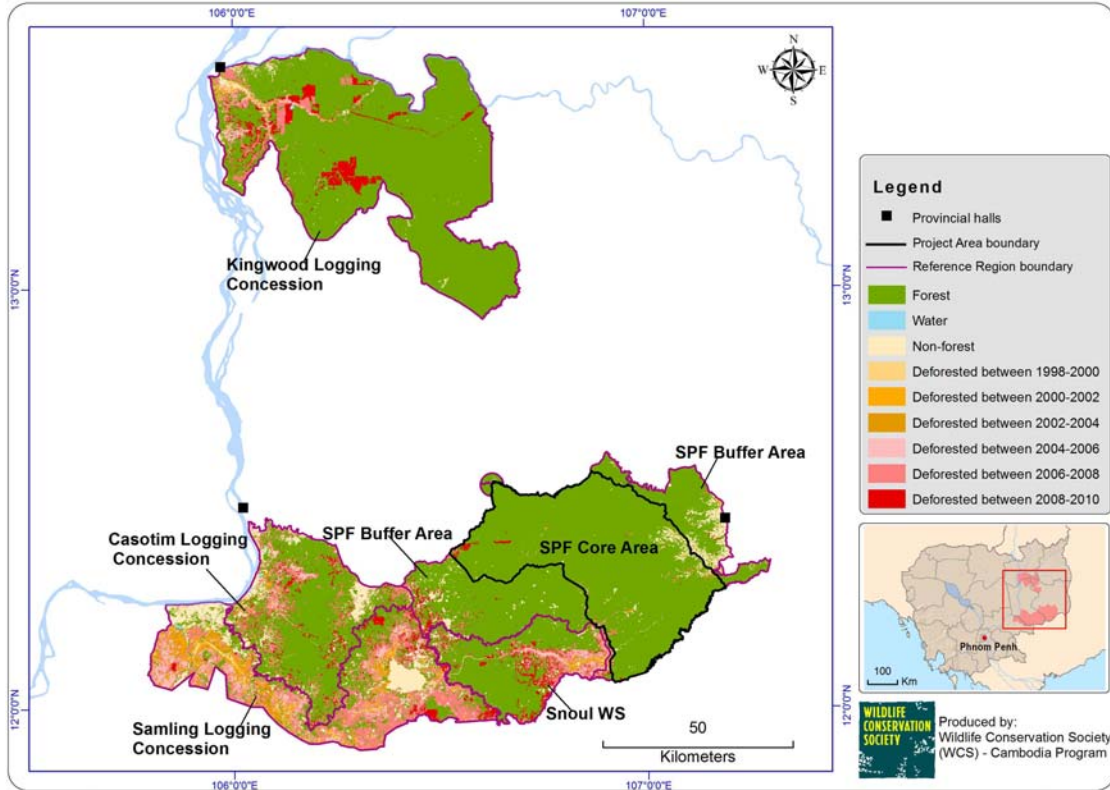 106°0'0"E
107°0'0"E
N
W
E
S
13°0'0"N
13°0'0"N
Kingwood Logging
Concession
SPF Buffer Area
SPF Buffer Area
SPF Core Area
Casotim Logging
Concession
Samling Logging
Concession
Snoul WS
12°0'0"N
12°0'0"N
50
Kilometers
106°0'0"E
107°0'0"E
Legend
Provincial halls
Project Area boundary
Reference Region boundary
Forest
Water
Non-forest
Deforested between 1998-2000
Deforested between 2000-2002
Deforested between 2002-2004
Deforested between 2004-2006
Deforested between 2006-2008
Deforested between 2008-2010
Phnom Penh
100
Km
WILDLIFE
CONSERVATION
SOCIETY
Produced by:
Wildlife Conservation Society
(WCS) - Cambodia Program